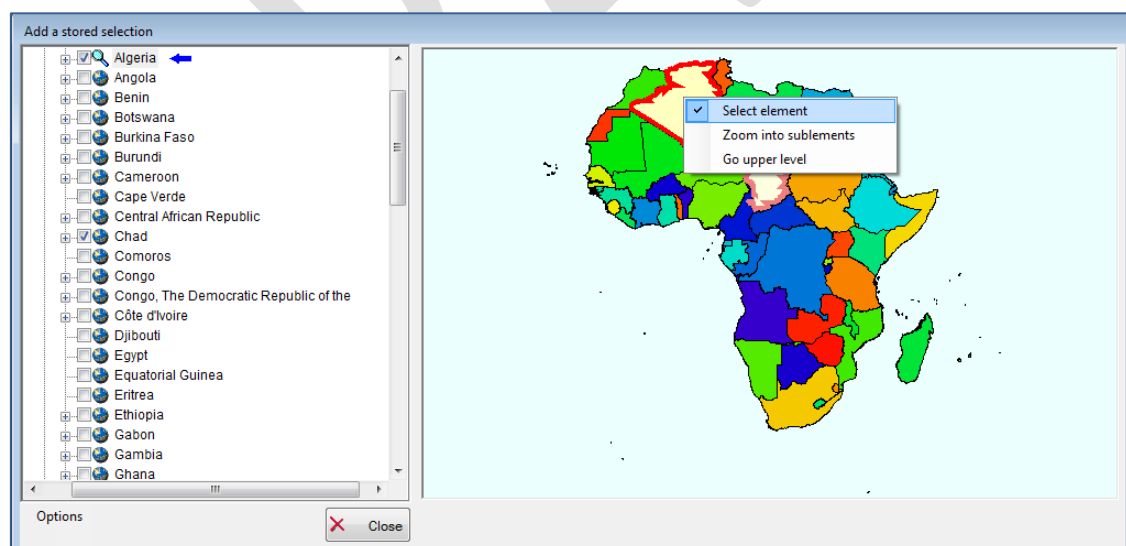 Add a stored selection
Algeria
Angola
Benin
Botswana
Burkina Faso
Burundi
Cameroon
Cape Verde
Central African Republic
Chad
Comoros
Congo
Congo, The Democratic Republic of the
Côte d'Ivoire
Djibouti
Egypt
Equatorial Guinea
Eritrea
Ethiopia
Gabon
Gambia
Ghana
Select element
Zoom into sublements
Go upper level
Options
Close